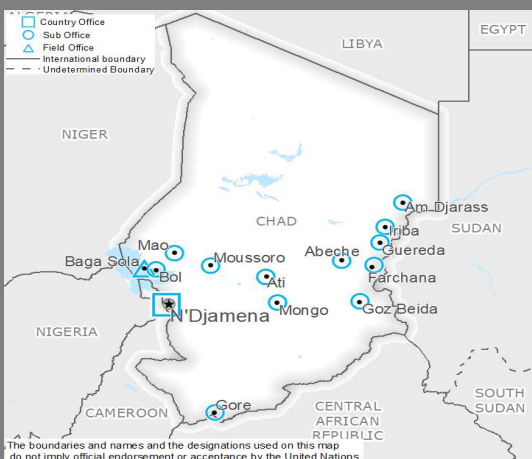 ALGERIA
Country Office
Sub Office
Field Office
International boundary
Undetermined Boundary
LIBYA
EGYPT
NIGER
CHAD
SUDAN
Am Djarass
Iriba
Guereda
Mao
Baga Sola
Bol
Moussoro
Abeche
Farchana
Ati
N'Djamena
Mongo
Goz Beida
NIGERIA
Gore
CAMEROON
CENTRAL
AFRICAN
REPUBLIC
SOUTH
SUDAN
The boundaries and names and the designations used on this map
do not imply official endorsement or acceptance by the United Nations